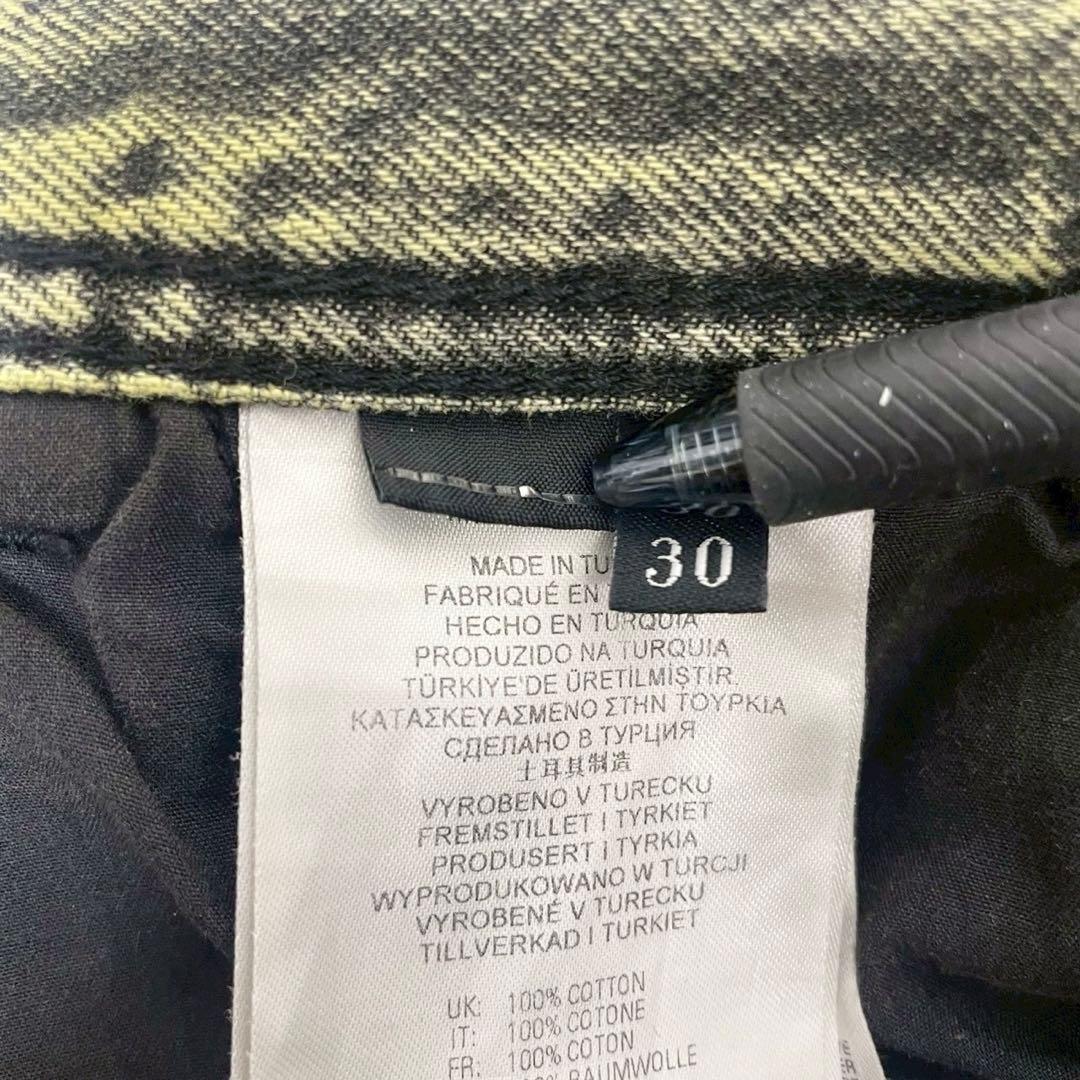 30
MADE IN TU
FABRIQUÉ EN
HECHO EN TURQUIA
PRODUZIDO NA TURQUIA
TÜRKİYE'DE ÜRETİLMİŞTİR.
ΚΑΤΑΣΚΕΥΑΣΜΕΝΟ ΣΤΗΝ ΤΟΥΡΚΙΑ
СДЕЛАНО В ТУРЦИЯ
土耳其制造
VYROBENO V TURECKU
FREMSTILLET I TYRKIET
PRODUSERT I TYRKIA
WYPRODUKOWANO W TURCJI
VYROBENÉ V TURECKU
TILLVERKAD I TURKIET
UK: 100% COTTON
IT: 100% COTONE
FR: 100% COTON
100% BAUMWOLLE